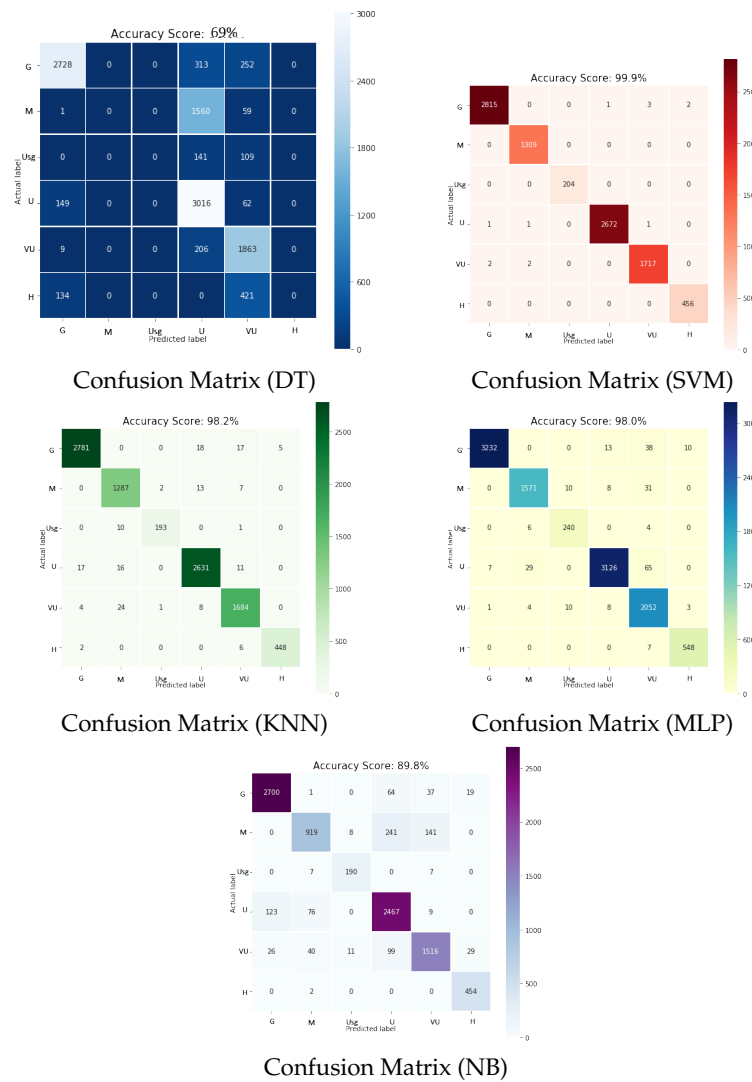 Accuracy Score: 69%
G 2728 0 0 313 252 0
M 1 0 0 1560 59 0
Usg 0 0 0 141 109 0
U 149 0 0 3016 62 0
VU 9 0 0 206 1863 0
H 134 0 0 0 421 0
G M Usg U VU H
Actual label
Predicted label
3000
2400
1800
1200
600
0
Confusion Matrix (DT)
Accuracy Score: 99.9%
G 2815 0 0 1 3 2
M 0 1309 0 0 0 0
Usg 0 0 204 0 0 0
U 1 1 0 2672 1 0
VU 2 2 0 0 1717 0
H 0 0 0 0 0 456
G M Usg U VU H
Actual label
Predicted label
0
Confusion Matrix (SVM)
Accuracy Score: 98.2%
G 2781 0 0 18 17 5
M 0 1287 2 13 7 0
Usg 0 10 193 0 1 0
U 17 16 0 2631 11 0
VU 4 24 1 8 1684 0
H 2 0 0 0 6 448
G M Usg U VU H
Actual label
Predicted label
2500
2000
1500
1000
500
0
Confusion Matrix (KNN)
Accuracy Score: 98.0%
G 3232 0 0 13 38 10
M 0 1571 10 8 31 0
Usg 0 6 240 0 4 0
U 7 29 0 3126 65 0
VU 1 4 10 8 2052 3
H 0 0 0 0 7 548
G M Usg U VU H
Actual label
Predicted label
0
Confusion Matrix (MLP)
Accuracy Score: 89.8%
G 2700 1 0 64 37 19
M 0 919 8 241 141 0
Usg 0 7 190 0 7 0
U 123 76 0 2467 9 0
VU 26 40 11 99 1516 29
H 0 2 0 0 0 454
G M Usg U VU H
Actual label
Predicted label
2500
2000
1500
1000
500
0
Confusion Matrix (NB)